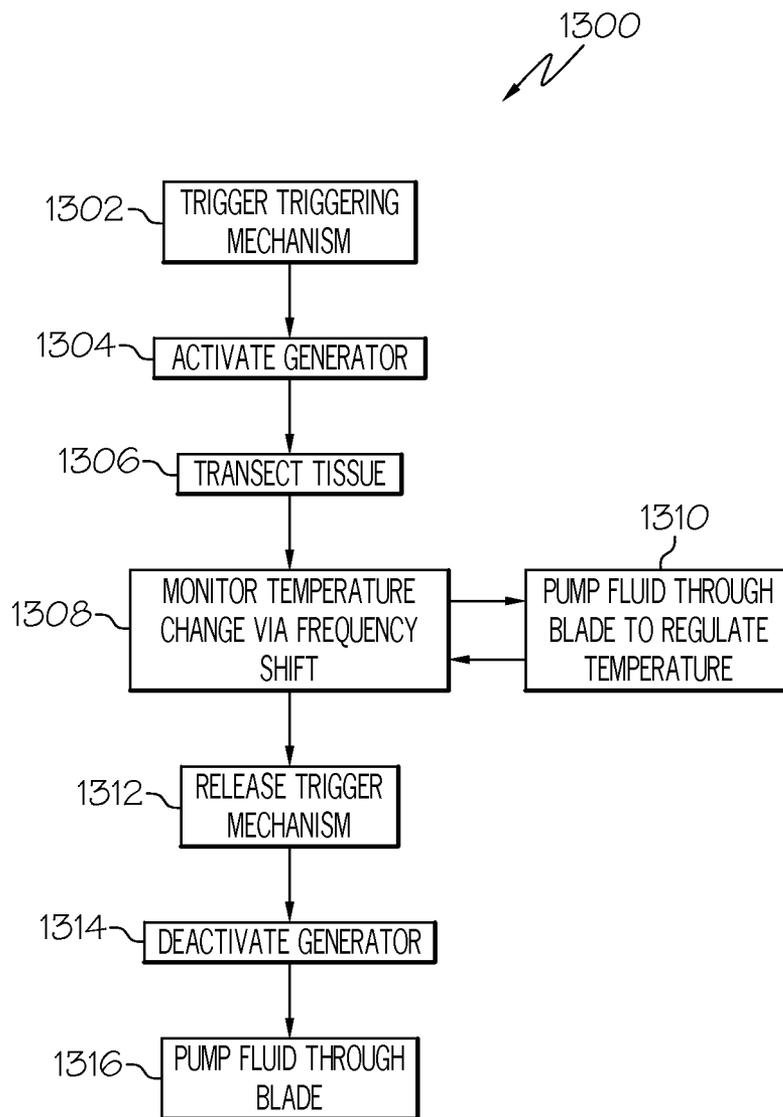 1300
1302
TRIGGER TRIGGERING
MECHANISM
1304
ACTIVATE GENERATOR
1306
TRANSECT TISSUE
1308
MONITOR TEMPERATURE
CHANGE VIA FREQUENCY
SHIFT
1310
PUMP FLUID THROUGH
BLADE TO REGULATE
TEMPERATURE
1312
RELEASE TRIGGER
MECHANISM
1314
DEACTIVATE GENERATOR
1316
PUMP FLUID THROUGH
BLADE